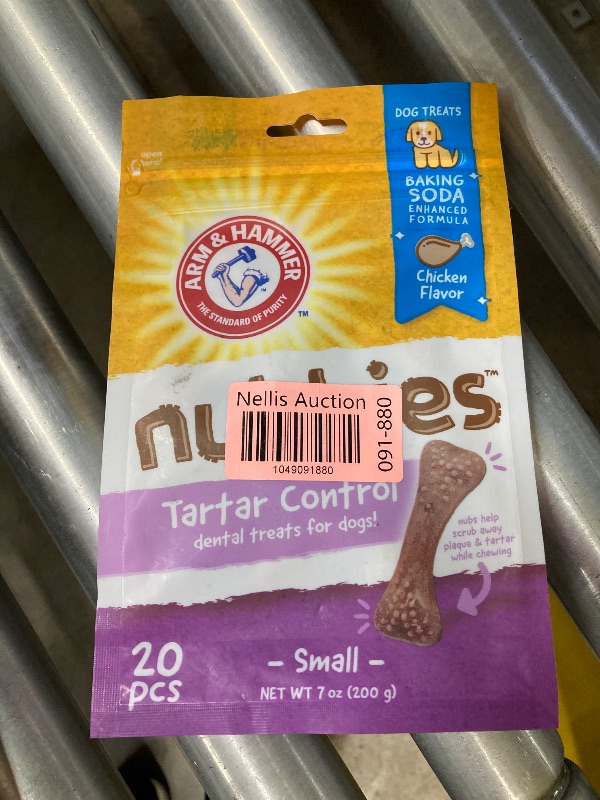 open
here!
DOG TREATS
BAKING
SODA
ENHANCED
FORMULA
Chicken
Flavor
ARM & HAMMER
THE STANDARD OF PURITY
TM
Nellis Auction
1049091880
091-880
TM
Tartar Control
dental treats for dogs!
nubs help
scrub away
plaque & tartar
while chewing
20
PCS
- Small -
NET WT 7 oz (200 g)